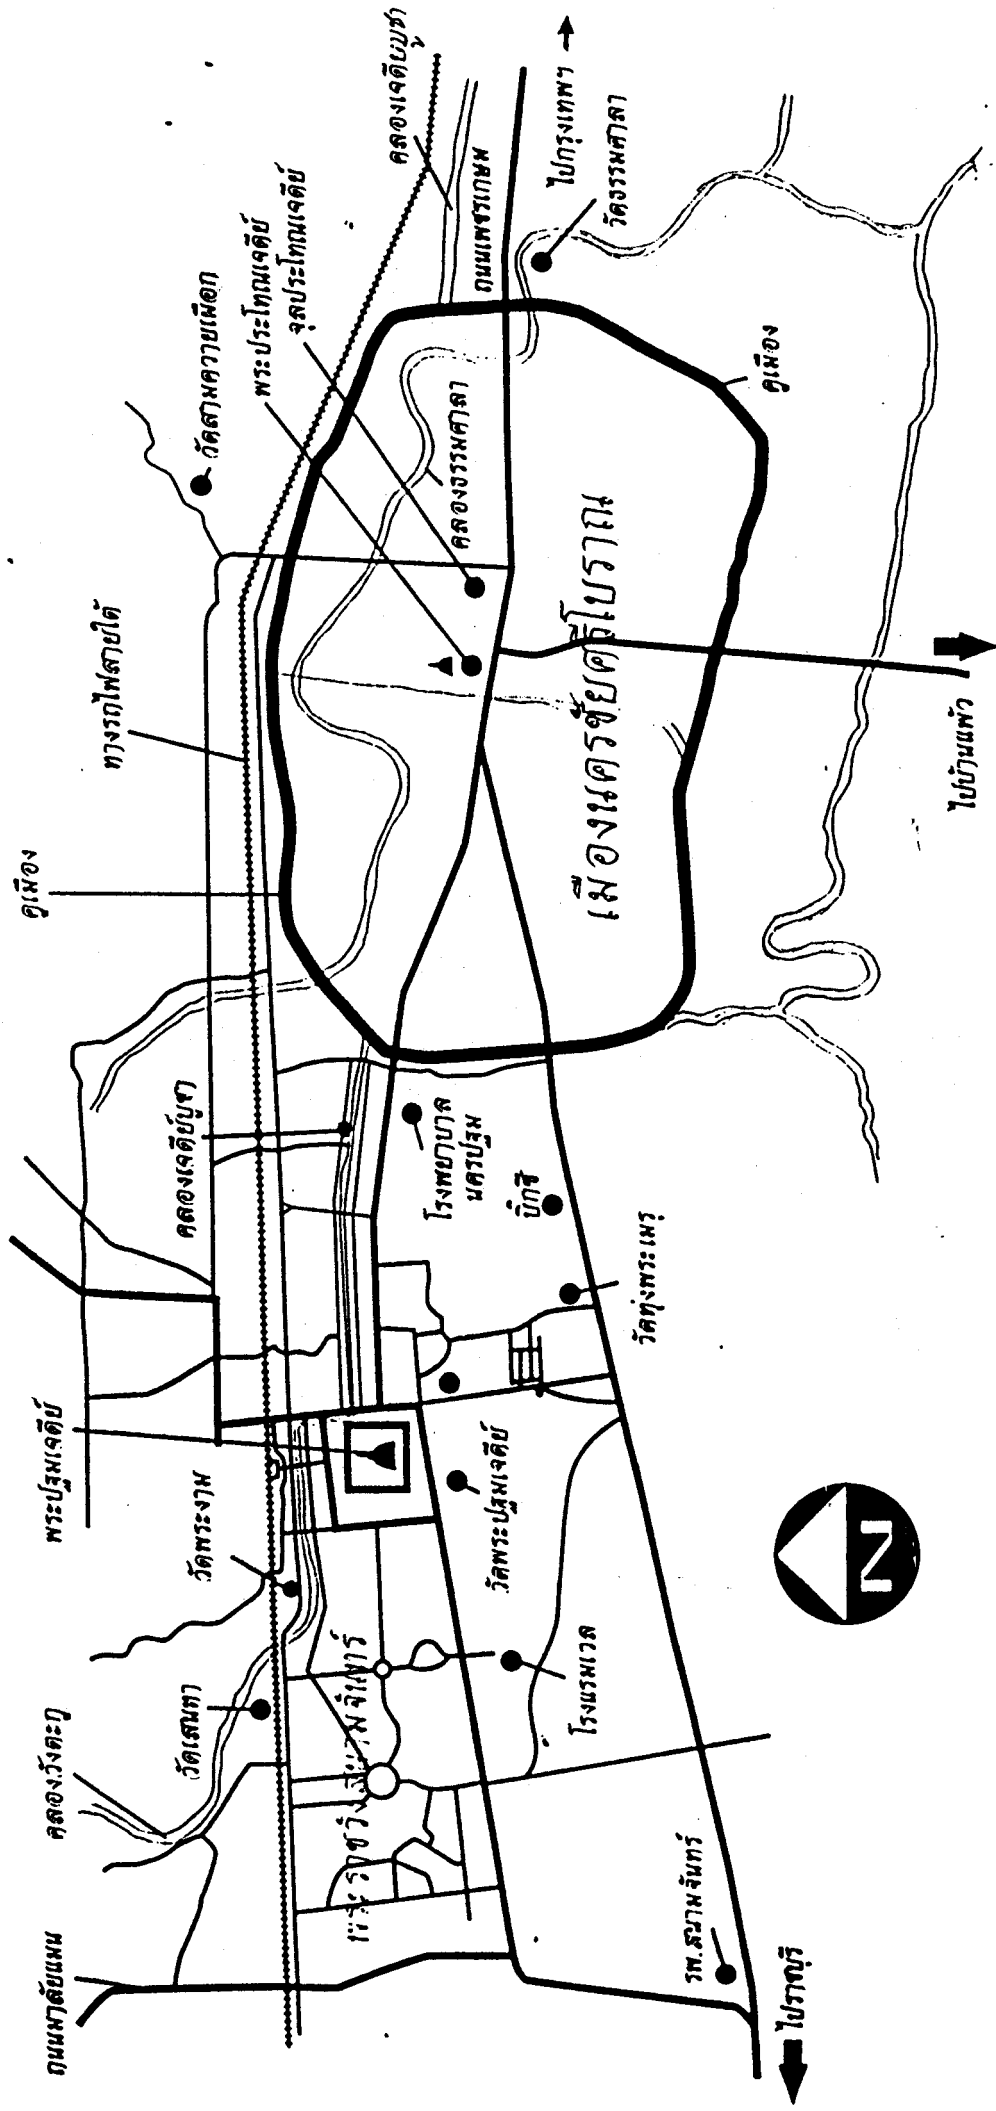 ถนนมาลัยแมน
คลองวังตะกู
วัดเสนหา
วัดพระงาม
พระปฐมเจดีย์
คลองเจดีย์บูชา
คูเมือง
ทางรถไฟสายใต้
วัดสามควายเผือก
พระประโทณเจดีย์
จุลประโทณเจดีย์
คลองเจดีย์บูชา
ถนนเพชรเกษม
ไปกรุงเทพฯ
วัดธรรมศาลา
คลองธรรมศาลา
คูเมือง
เมืองนครชัยศรีโบราณ
โรงพยาบาล
นครปฐม
บิ๊กซี
วัดทุ่งพระเมรุ
วัดพระปฐมเจดีย์
โรงแรมเวล
พระราชวังสนามจันทร์
รพ.สนามจันทร์
ไปราชบุรี
ไปบ้านแพ้ว
N